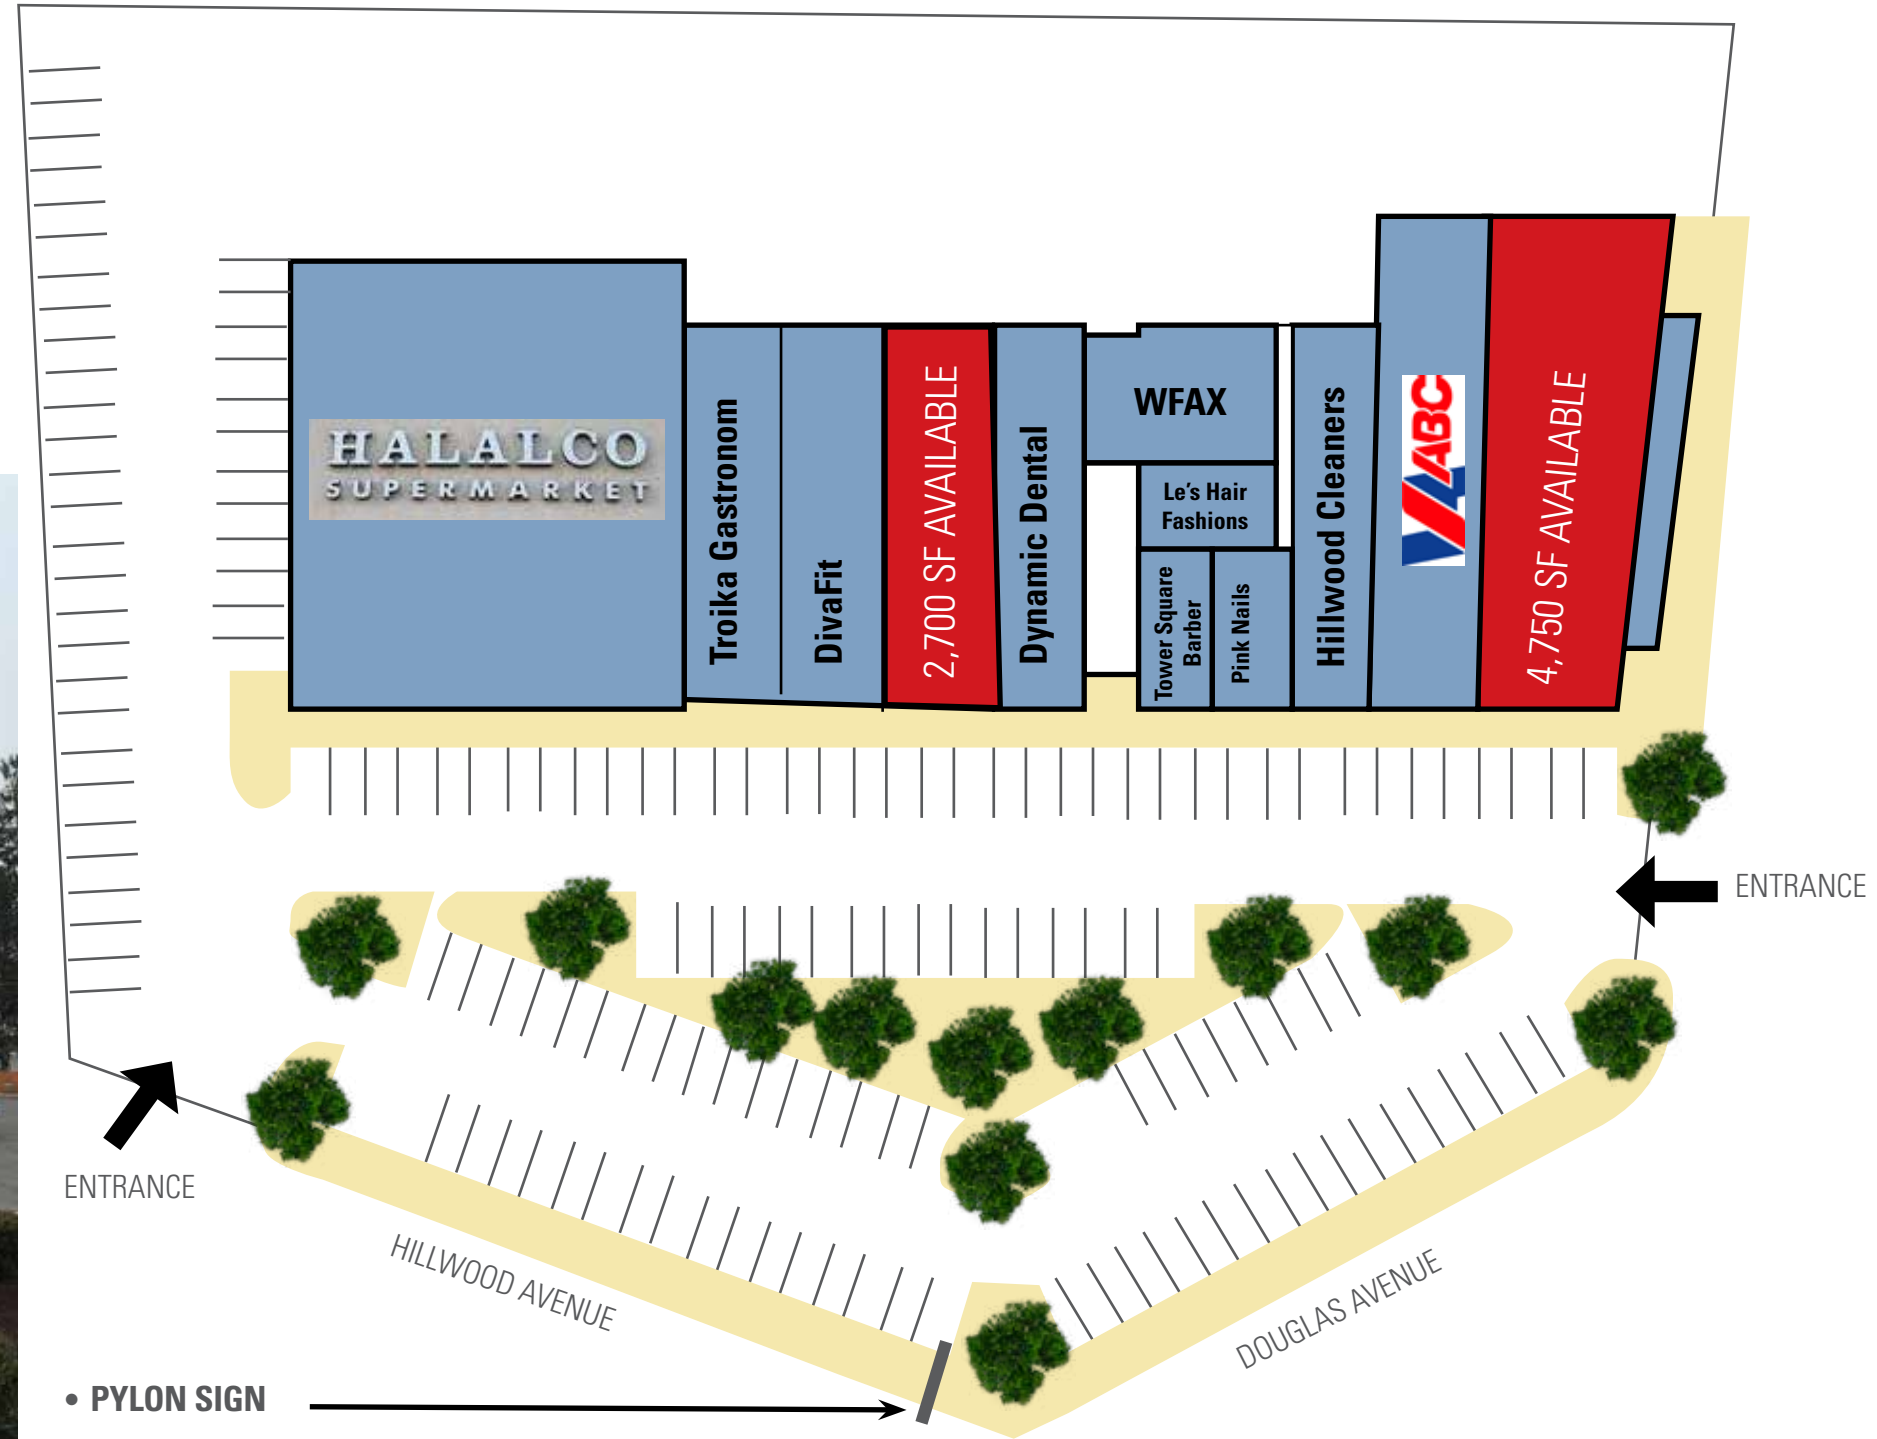 HALALCO
SUPERMARKET
Troika Gastronom
DivaFit
2,700 SF AVAILABLE
Dynamic Dental
WFAX
Le's Hair
Fashions
Tower Square
Barber
Pink Nails
Hillwood Cleaners
VA ABC
4,750 SF AVAILABLE
ENTRANCE
ENTRANCE
HILLWOOD AVENUE
DOUGLAS AVENUE
• PYLON SIGN